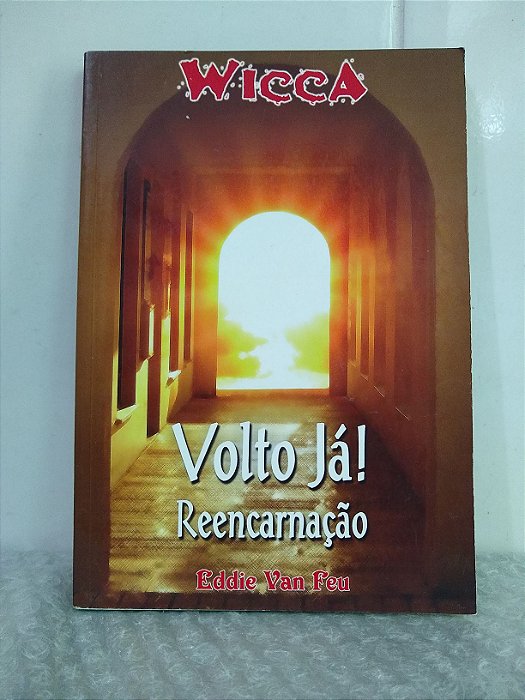 WiccA
Volto Já!
Reencarnação
Eddie Van Feu